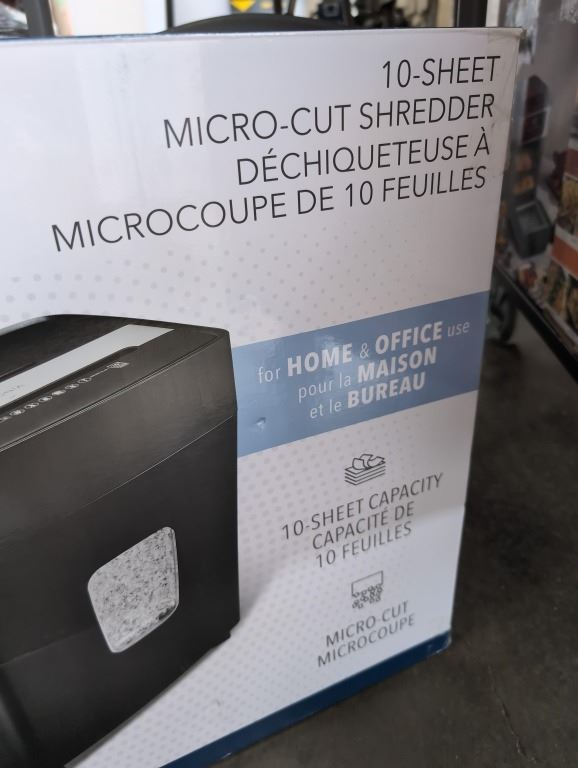 10-SHEET
MICRO-CUT SHREDDER
DÉCHIQUETEUSE À
MICROCOUPE DE 10 FEUILLES
for HOME & OFFICE use
pour la MAISON
et le BUREAU
10-SHEET CAPACITY
CAPACITÉ DE
10 FEUILLES
MICRO-CUT
MICROCOUPE